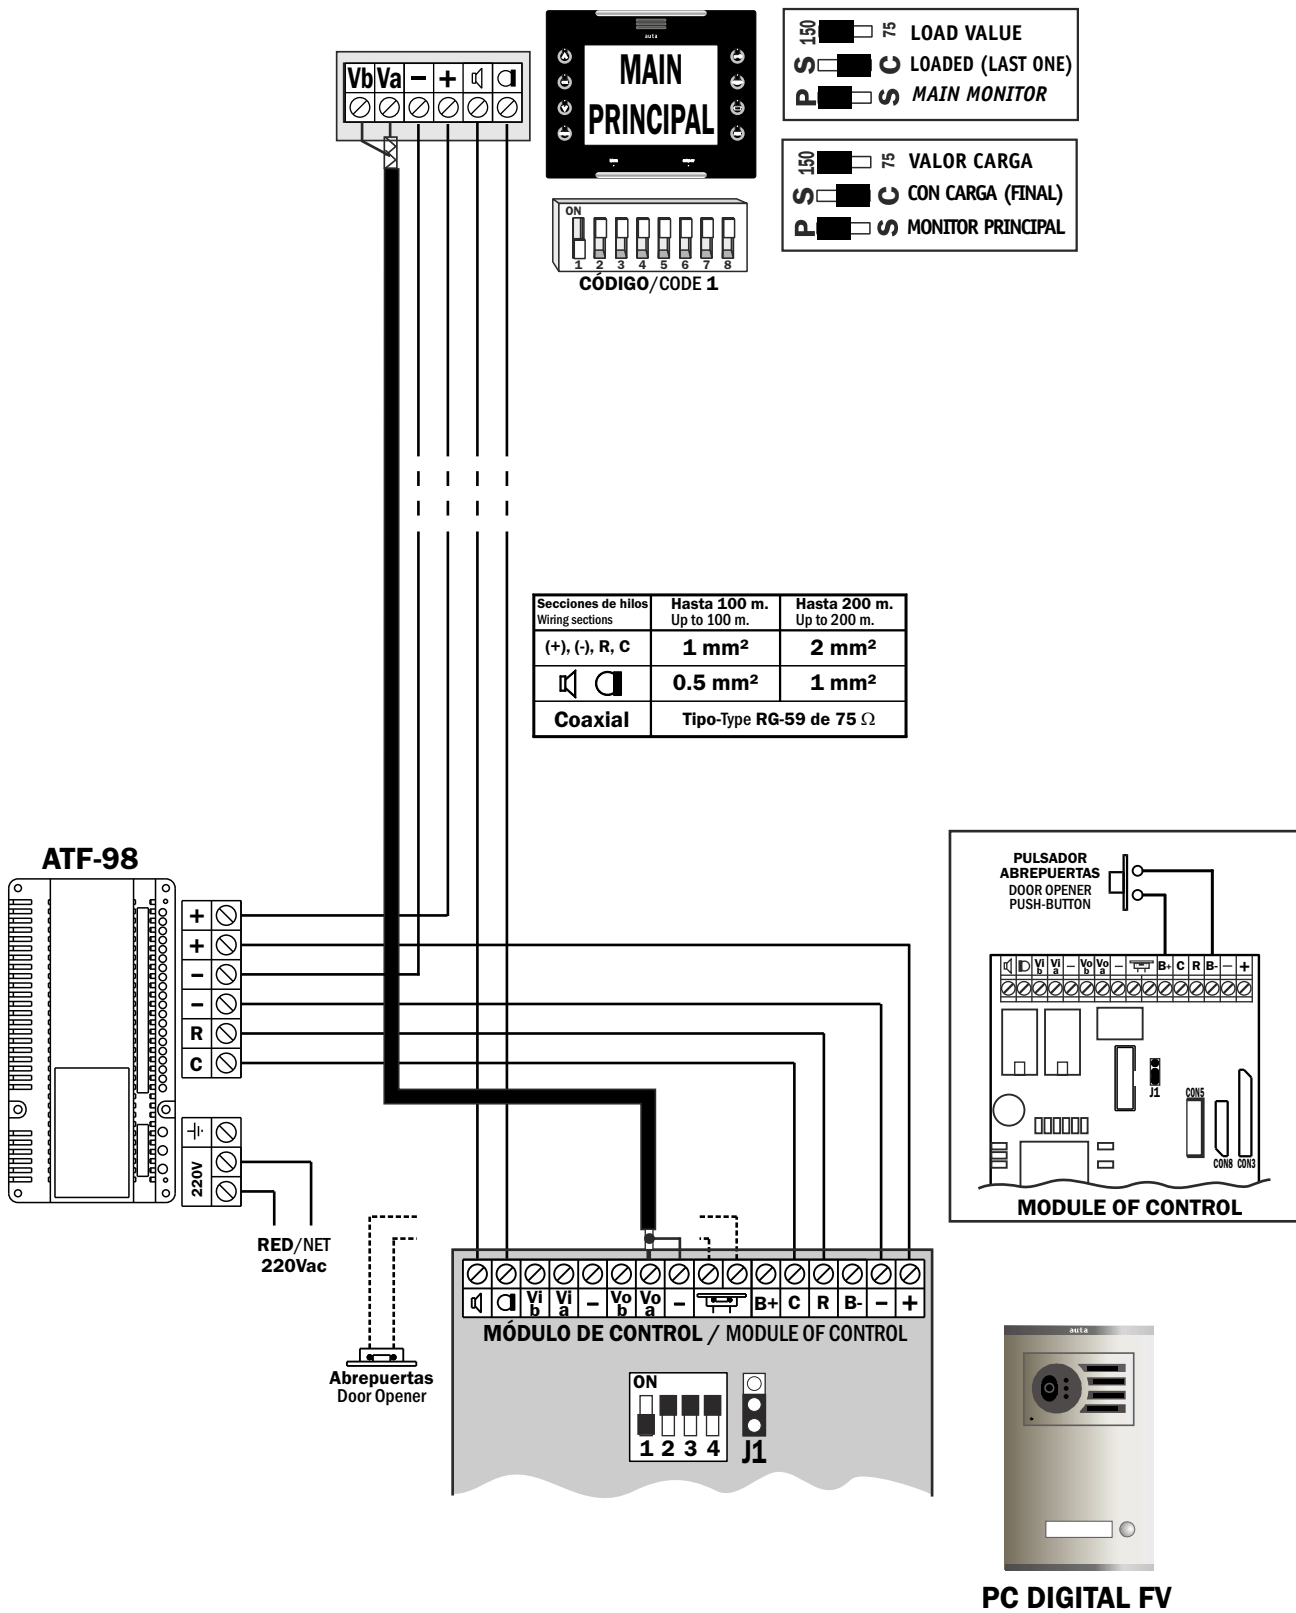 Vb Va − +
auta
MAIN
PRINCIPAL
150 75 LOAD VALUE
S C LOADED (LAST ONE)
P S MAIN MONITOR
150 75 VALOR CARGA
S C CON CARGA (FINAL)
P S MONITOR PRINCIPAL
ON
1 2 3 4 5 6 7 8
CÓDIGO/CODE 1
Secciones de hilos Hasta 100 m. Hasta 200 m.
Wiring sections Up to 100 m. Up to 200 m.
(+), (-), R, C 1 mm² 2 mm²
0.5 mm² 1 mm²
Coaxial Tipo-Type RG-59 de 75 Ω
ATF-98
+
+
−
−
R
C
220V
RED/NET
220Vac
PULSADOR
ABREPUERTAS
DOOR OPENER
PUSH-BUTTON
Vi b Vi a − Vo b Vo a − B+ C R B- − +
J1
CON5
CON8 CON3
MODULE OF CONTROL
Vi b Vi a − Vo b Vo a − B+ C R B- − +
MÓDULO DE CONTROL / MODULE OF CONTROL
Abrepuertas
Door Opener
ON
1 2 3 4
J1
auta
PC DIGITAL FV